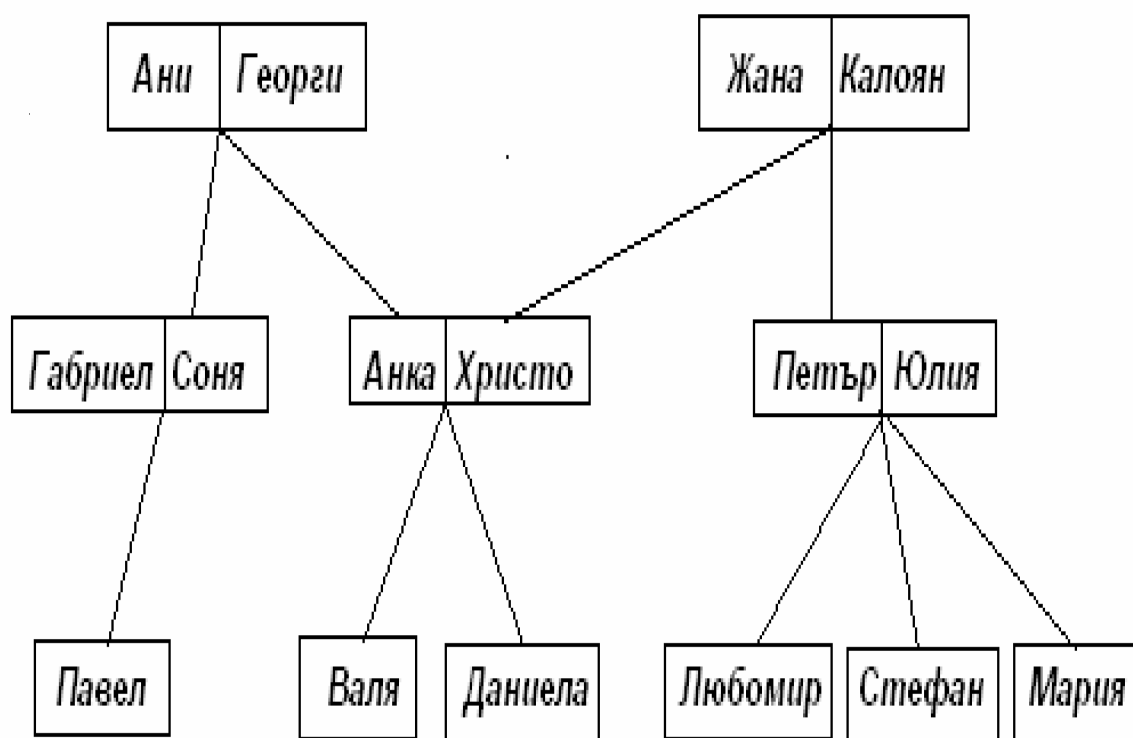 Ани Георги Жана Калоян
Габриел Соня Анка Христо Петър Юлия
Павел Валя Даниела Любомир Стефан Мария